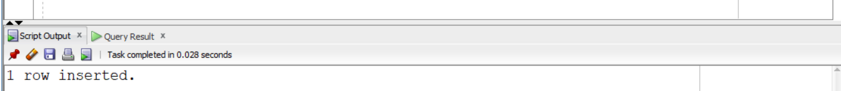 Script Output x Query Result x
Task completed in 0.028 seconds
1 row inserted.